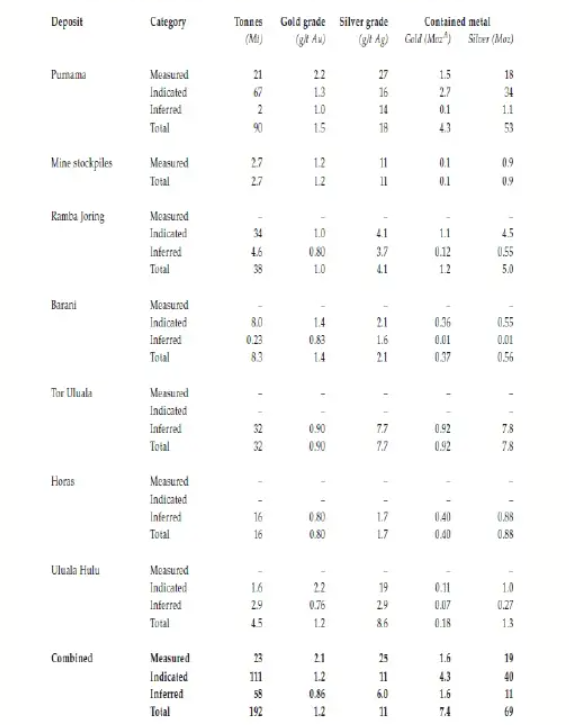 Deposit Category Tonnes Gold grade Silver grade Contained metal
(Mt) (g/t Au) (g/t Ag) Gold (MozA) Silver (Moz)
Purnama Measured 21 2.2 27 1.5 18
Indicated 67 1.3 16 2.7 34
Inferred 2 1.0 14 0.1 1.1
Total 90 1.5 18 4.3 53
Mine stockpiles Measured 2.7 1.2 11 0.1 0.9
Total 2.7 1.2 11 0.1 0.9
Ramba Joring Measured – – – – –
Indicated 34 1.0 4.1 1.1 4.5
Inferred 4.6 0.80 3.7 0.12 0.55
Total 38 1.0 4.1 1.2 5.0
Barani Measured – – – – –
Indicated 8.0 1.4 2.1 0.36 0.55
Inferred 0.23 0.83 1.6 0.01 0.01
Total 8.3 1.4 2.1 0.37 0.56
Tor Uluala Measured – – – – –
Indicated – – – – –
Inferred 32 0.90 7.7 0.92 7.8
Total 32 0.90 7.7 0.92 7.8
Horas Measured – – – – –
Indicated – – – – –
Inferred 16 0.80 1.7 0.40 0.88
Total 16 0.80 1.7 0.40 0.88
Uluala Hulu Measured – – – – –
Indicated 1.6 2.2 19 0.11 1.0
Inferred 2.9 0.76 2.9 0.07 0.27
Total 4.5 1.2 8.6 0.18 1.3
Combined Measured 23 2.1 25 1.6 19
Indicated 111 1.2 11 4.3 40
Inferred 58 0.86 6.0 1.6 11
Total 192 1.2 11 7.4 69